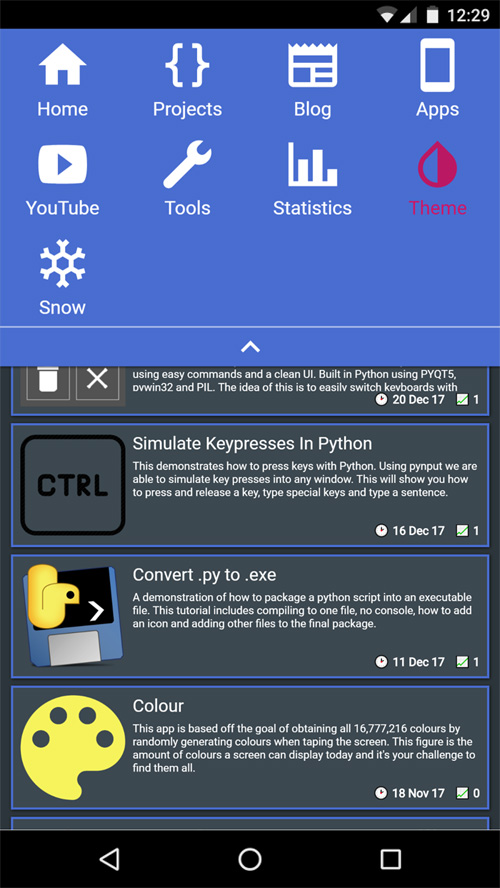 12:29
Home Projects Blog Apps
YouTube Tools Statistics Theme
Snow
using easy commands and a clean UI. Built in Python using PYQT5,
pywin32 and PIL. The idea of this is to easily switch keyboards with
20 Dec 17 1
Simulate Keypresses In Python
CTRL
This demonstrates how to press keys with Python. Using pynput we are
able to simulate key presses into any window. This will show you how
to press and release a key, type special keys and type a sentence.
16 Dec 17 1
Convert .py to .exe
A demonstration of how to package a python script into an executable
file. This tutorial includes compiling to one file, no console, how to add
an icon and adding other files to the final package.
11 Dec 17 1
Colour
This app is based off the goal of obtaining all 16,777,216 colours by
randomly generating colours when taping the screen. This figure is the
amount of colours a screen can display today and it's your challenge to
find them all.
18 Nov 17 0